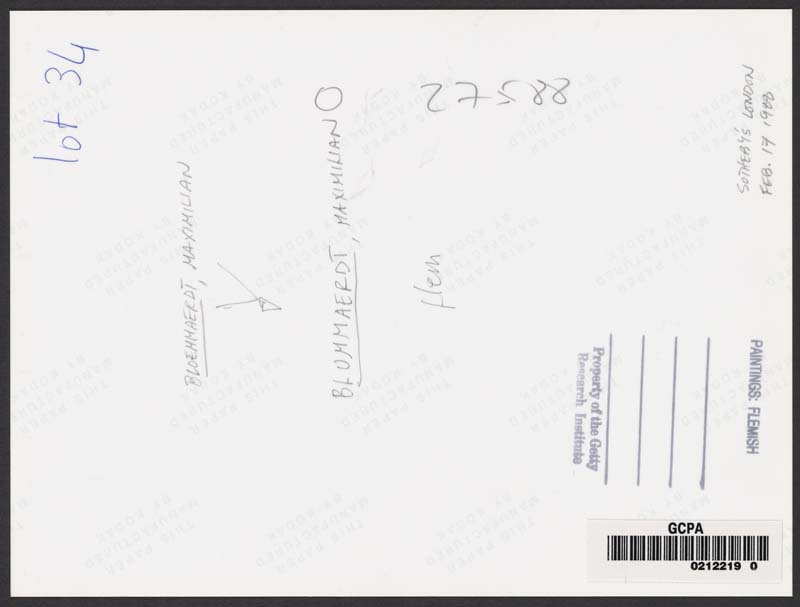 lot 34
BLOEMMAERDT, MAXIMILIAN
BLOMMAERDT, MAXIMILIAN
flem
27588
SOTHEBY'S LONDON
FEB. 17 1988
PAINTINGS: FLEMISH
Property of the Getty
Research Institute
GCPA
0212219 0
THIS PAPER
MANUFACTURED
BY KODAK